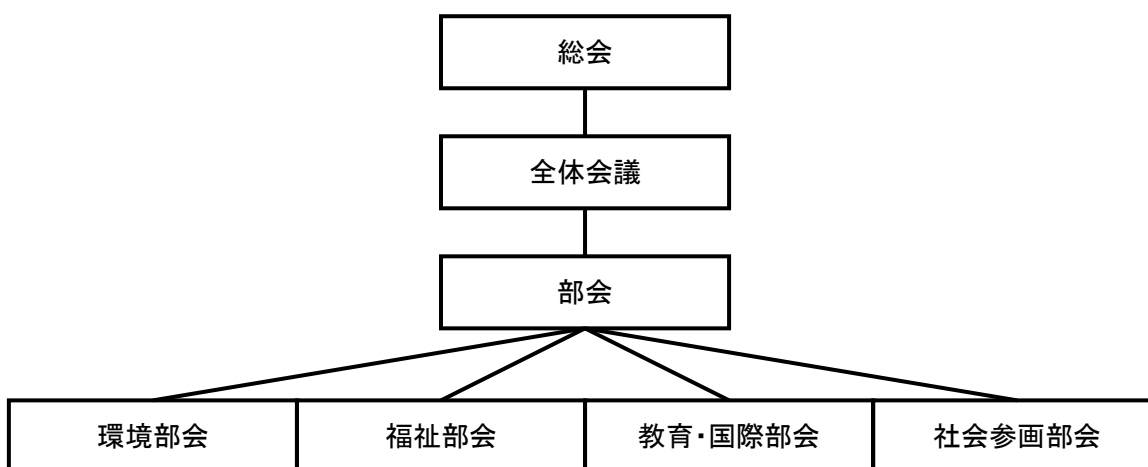 総会
全体会議
部会
環境部会
福祉部会
教育・国際部会
社会参画部会